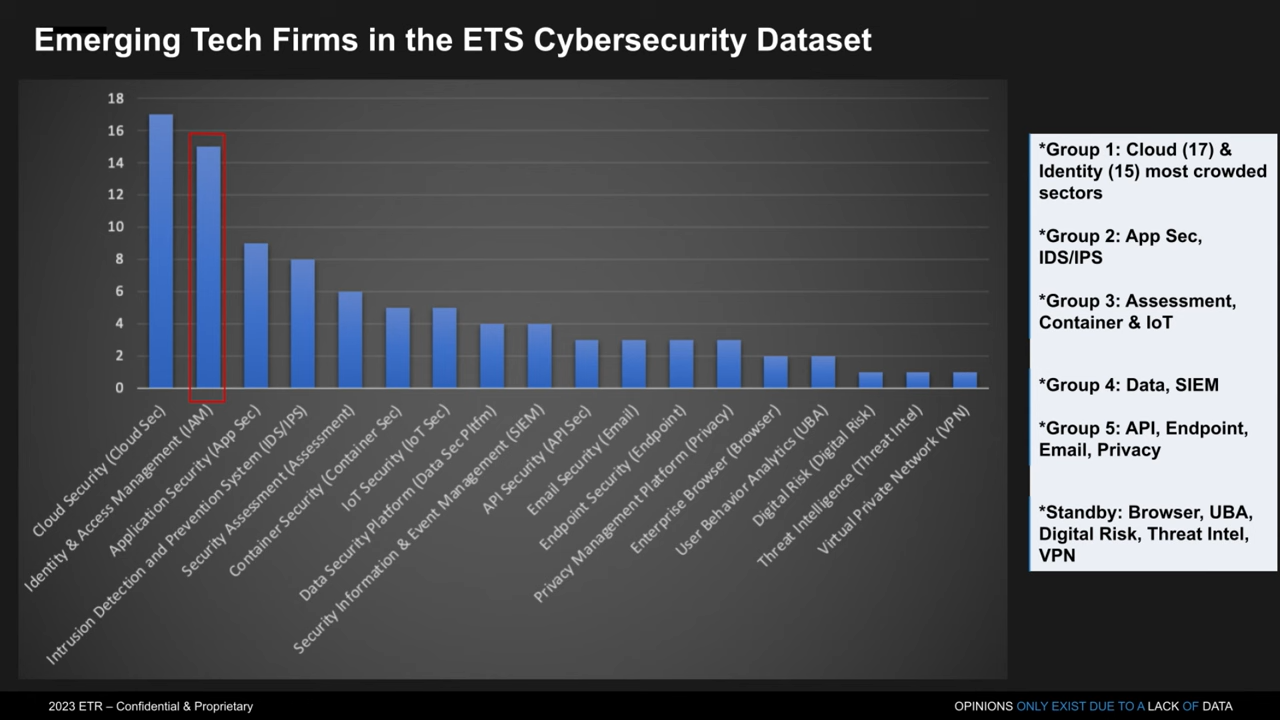 Emerging Tech Firms in the ETS Cybersecurity Dataset
18
16
14
12
10
8
6
4
2
0
Cloud Security (Cloud Sec)
Identity & Access Management (IAM)
Application Security (App Sec)
Intrusion Detection and Prevention System (IDS/IPS)
Security Assessment (Assessment)
Container Security (Container Sec)
IoT Security (IoT Sec)
Data Security Platform (Data Sec Pltfm)
Security Information & Event Management (SIEM)
API Security (API Sec)
Email Security (Email)
Endpoint Security (Endpoint)
Privacy Management Platform (Privacy)
Enterprise Browser (Browser)
User Behavior Analytics (UBA)
Digital Risk (Digital Risk)
Threat Intelligence (Threat Intel)
Virtual Private Network (VPN)
*Group 1: Cloud (17) &
Identity (15) most crowded
sectors
*Group 2: App Sec,
IDS/IPS
*Group 3: Assessment,
Container & IoT
*Group 4: Data, SIEM
*Group 5: API, Endpoint,
Email, Privacy
*Standby: Browser, UBA,
Digital Risk, Threat Intel,
VPN
2023 ETR – Confidential & Proprietary
OPINIONS ONLY EXIST DUE TO A LACK OF DATA